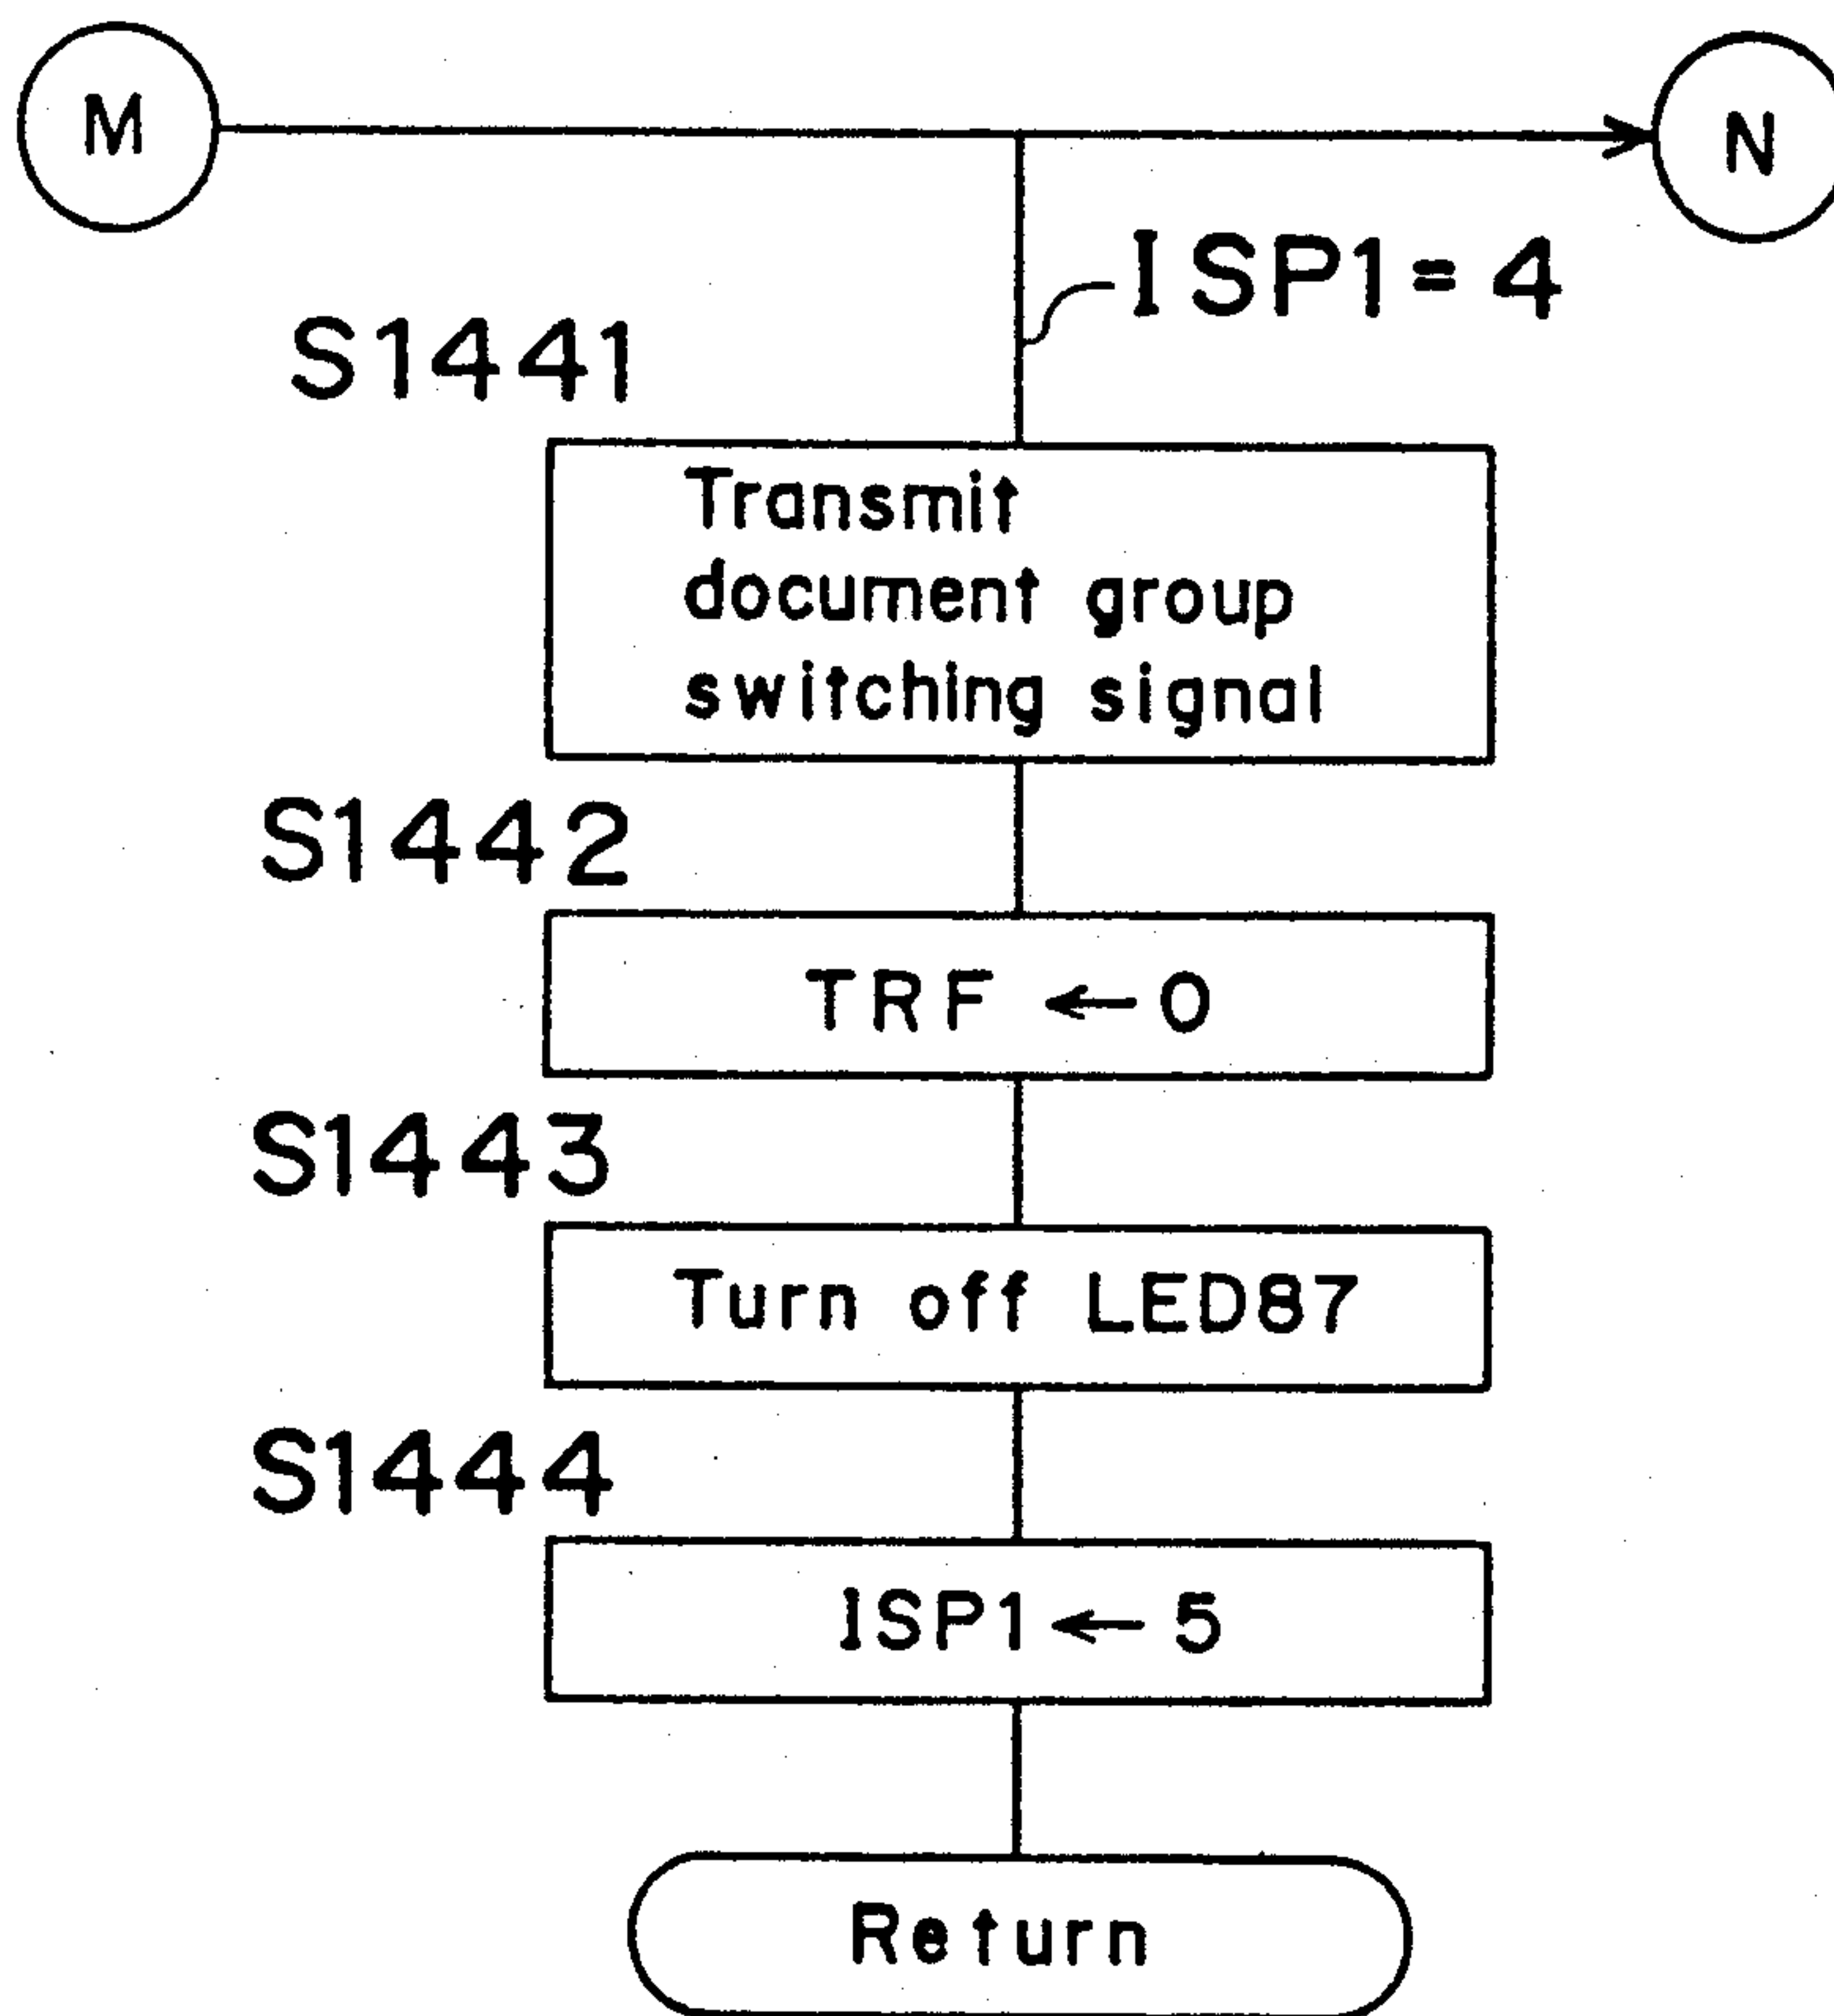 M
N
ISP1=4
S1441
Transmit
document group
switching signal
S1442
TRF ← 0
S1443
Turn off LED87
S1444
ISP1 ← 5
Return